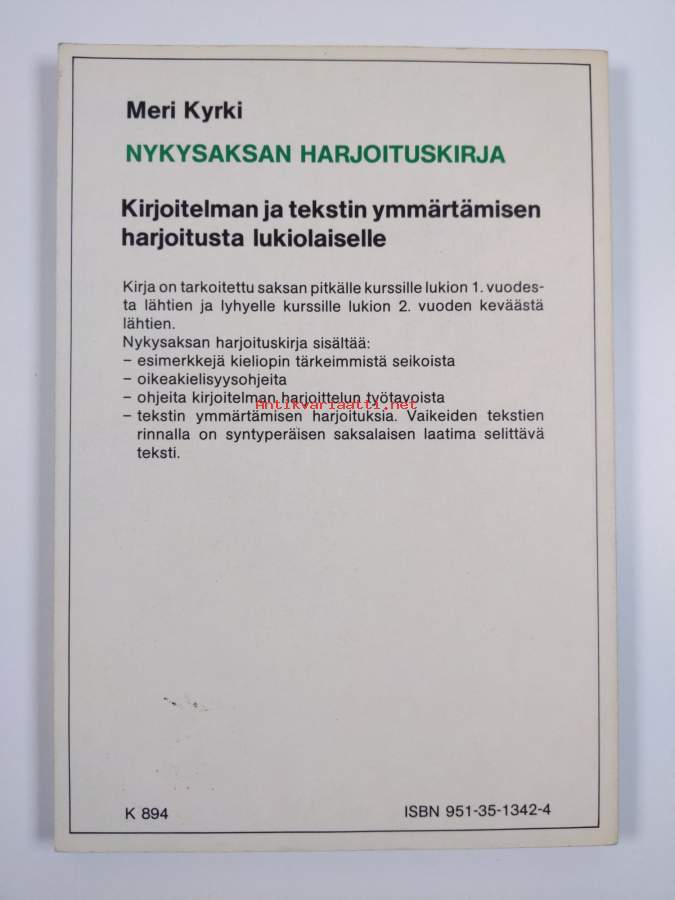 Meri Kyrki
NYKYSAKSAN HARJOITUSKIRJA
Kirjoitelman ja tekstin ymmärtämisen
harjoitusta lukiolaiselle
Kirja on tarkoitettu saksan pitkälle kurssille lukion 1. vuodes-
ta lähtien ja lyhyelle kurssille lukion 2. vuoden keväästä
lähtien.
Nykysaksan harjoituskirja sisältää:
– esimerkkejä kieliopin tärkeimmistä seikoista
– oikeakielisyysohjeita
– ohjeita kirjoitelman harjoittelun työtavoista
Antikvariaatti.net
– tekstin ymmärtämisen harjoituksia. Vaikeiden tekstien
rinnalla on syntyperäisen saksalaisen laatima selittävä
teksti.
K 894
ISBN 951-35-1342-4